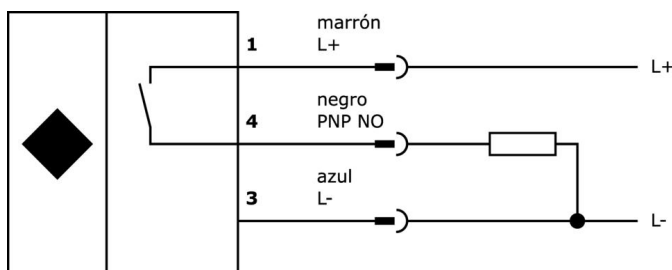 marrón
1 L+
L+
negro
4 PNP NO
azul
3 L-
L-